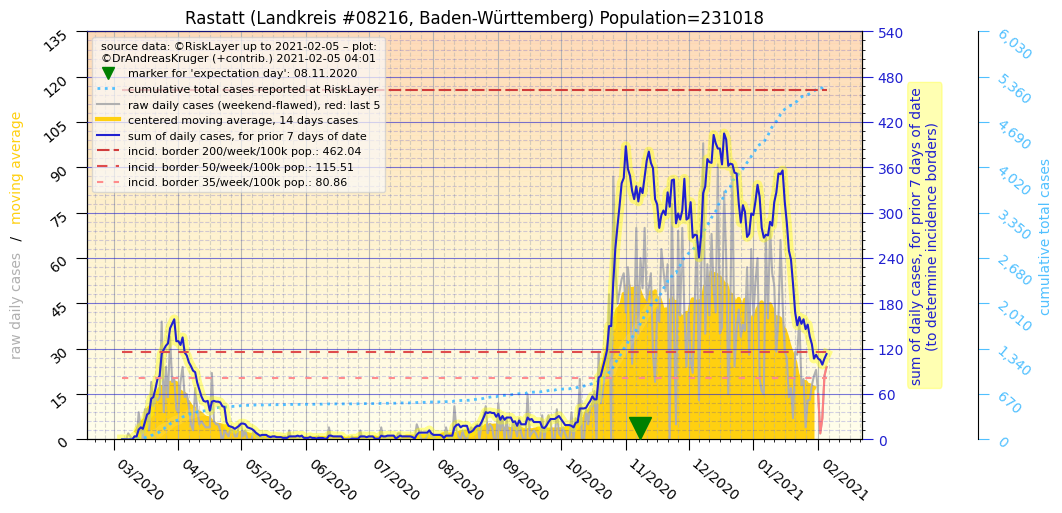 Rastatt (Landkreis #08216, Baden-Württemberg) Population=231018
source data: ©RiskLayer up to 2021-02-05 – plot:
©DrAndreasKruger (+contrib.) 2021-02-05 04:01
marker for 'expectation day': 08.11.2020
cumulative total cases reported at RiskLayer
raw daily cases (weekend-flawed), red: last 5
centered moving average, 14 days cases
sum of daily cases, for prior 7 days of date
incid. border 200/week/100k pop.: 462.04
incid. border 50/week/100k pop.: 115.51
incid. border 35/week/100k pop.: 80.86
raw daily cases / moving average
135
120
105
90
75
60
45
30
15
0
03/2020
04/2020
05/2020
06/2020
07/2020
08/2020
09/2020
10/2020
11/2020
12/2020
01/2021
02/2021
540
480
420
360
300
240
180
120
60
0
sum of daily cases, for prior 7 days of date
(to determine incidence borders)
6,030
5,360
4,690
4,020
3,350
2,680
2,010
1,340
670
0
cumulative total cases